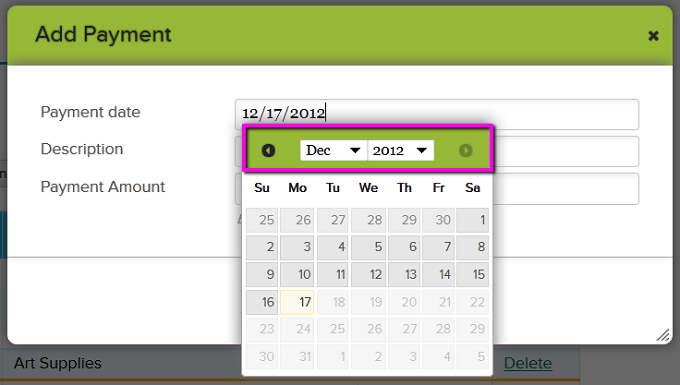 Add Payment
Payment date 12/17/2012
Description
Dec 2012
Payment Amount
Su Mo Tu We Th Fr Sa
25 26 27 28 29 30 1
2 3 4 5 6 7 8
9 10 11 12 13 14 15
16 17 18 19 20 21 22
23 24 25 26 27 28 29
30 31 1 2 3 4 5
Art Supplies Delete